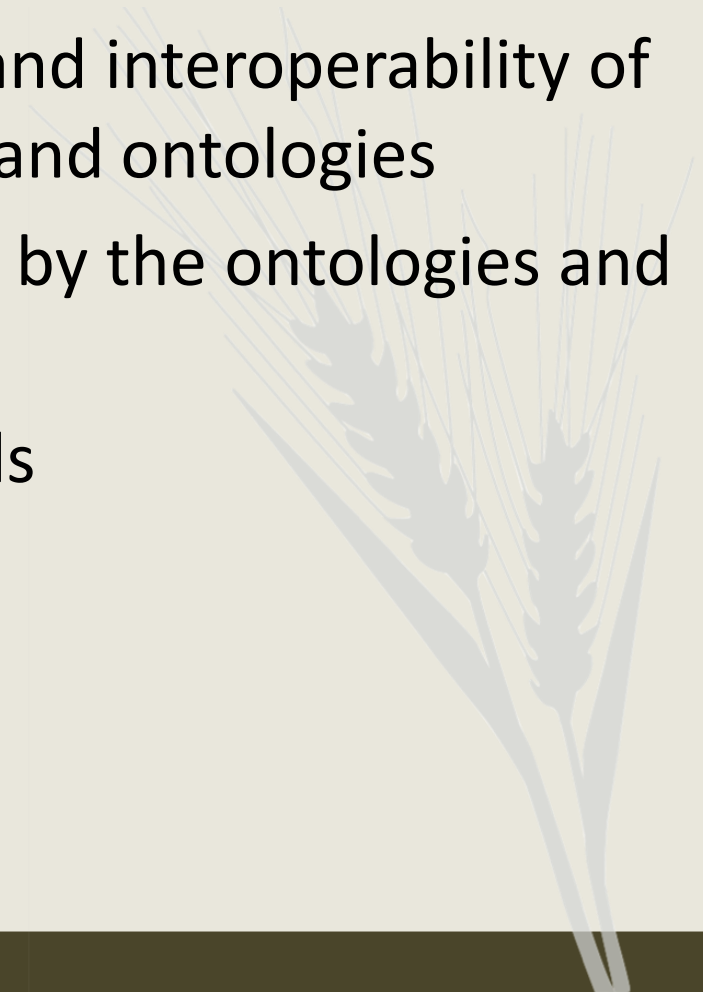 and interoperability of
and ontologies
by the ontologies and
ls